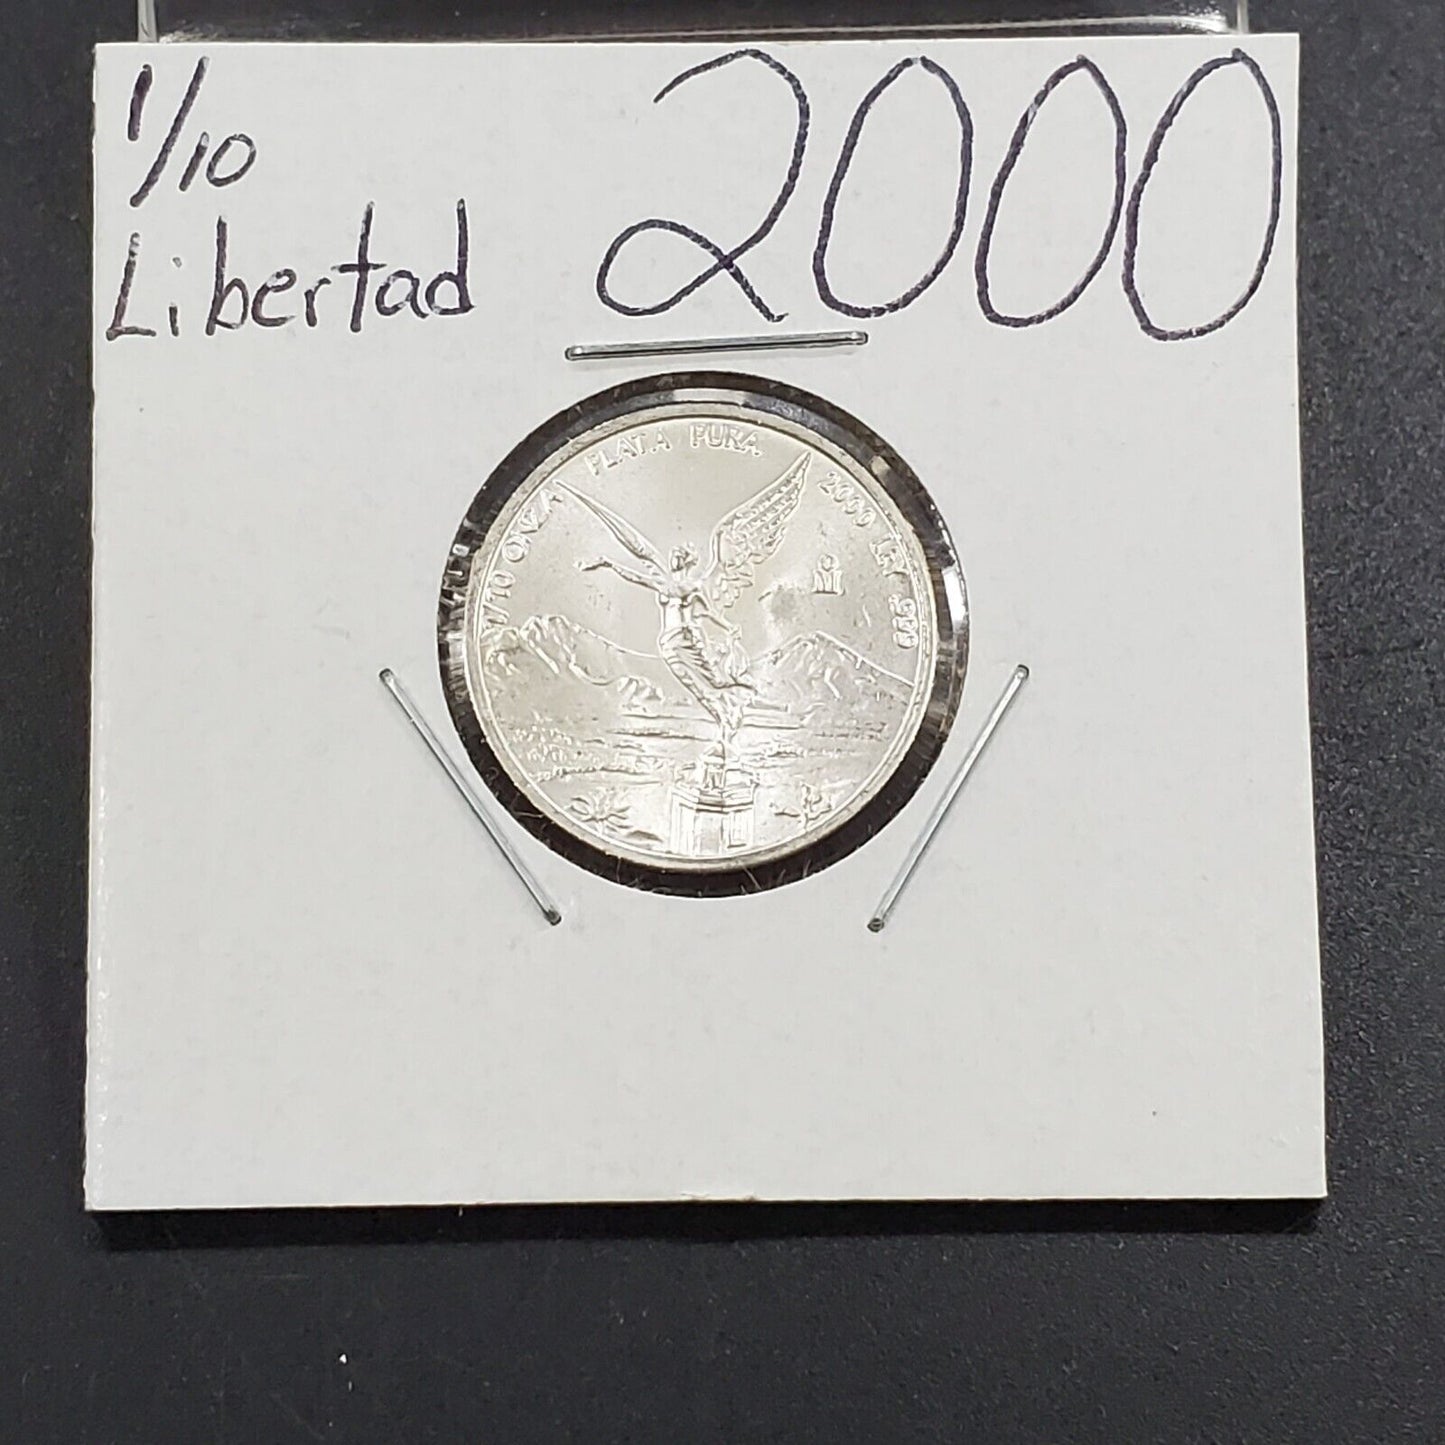 1/10 2000
Libertad
1/10 ONZA PLATA PURA 2000 LEY 999
M